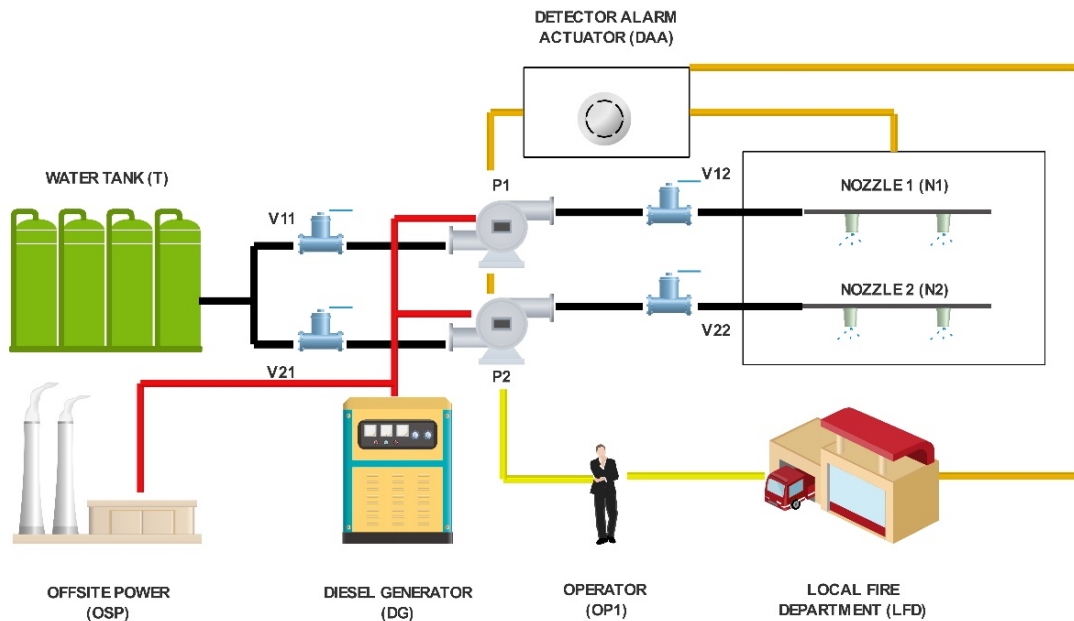 DETECTOR ALARM
ACTUATOR (DAA)
WATER TANK (T)
V11
P1
V12
NOZZLE 1 (N1)
NOZZLE 2 (N2)
V21
P2
V22
OFFSITE POWER
(OSP)
DIESEL GENERATOR
(DG)
OPERATOR
(OP1)
LOCAL FIRE
DEPARTMENT (LFD)